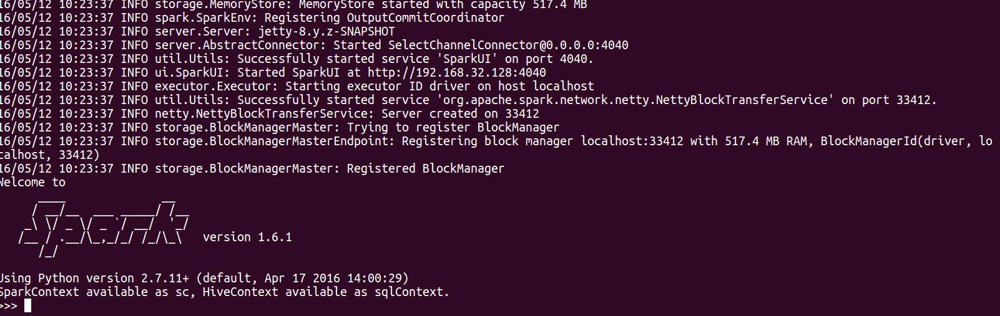 16/05/12 10:23:37 INFO storage.MemoryStore: MemoryStore started with capacity 517.4 MB
16/05/12 10:23:37 INFO spark.SparkEnv: Registering OutputCommitCoordinator
16/05/12 10:23:37 INFO server.Server: jetty-8.y.z-SNAPSHOT
16/05/12 10:23:37 INFO server.AbstractConnector: Started SelectChannelConnector@0.0.0.0:4040
16/05/12 10:23:37 INFO util.Utils: Successfully started service 'SparkUI' on port 4040.
16/05/12 10:23:37 INFO ui.SparkUI: Started SparkUI at http://192.168.32.128:4040
16/05/12 10:23:37 INFO executor.Executor: Starting executor ID driver on host localhost
16/05/12 10:23:37 INFO util.Utils: Successfully started service 'org.apache.spark.network.netty.NettyBlockTransferService' on port 33412.
16/05/12 10:23:37 INFO netty.NettyBlockTransferService: Server created on 33412
16/05/12 10:23:37 INFO storage.BlockManagerMaster: Trying to register BlockManager
16/05/12 10:23:37 INFO storage.BlockManagerMasterEndpoint: Registering block manager localhost:33412 with 517.4 MB RAM, BlockManagerId(driver, lo
calhost, 33412)
16/05/12 10:23:37 INFO storage.BlockManagerMaster: Registered BlockManager
Welcome to
Spark version 1.6.1
Using Python version 2.7.11+ (default, Apr 17 2016 14:00:29)
SparkContext available as sc, HiveContext available as sqlContext.
>>>